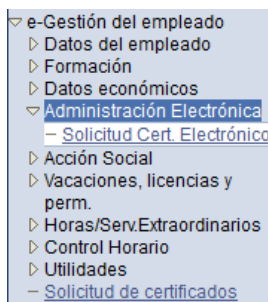 e-Gestión del empleado
Datos del empleado
Formación
Datos económicos
Administración Electrónica
– Solicitud Cert. Electrónico
Acción Social
Vacaciones, licencias y
perm.
Horas/Serv.Extraordinarios
Control Horario
Utilidades
– Solicitud de certificados